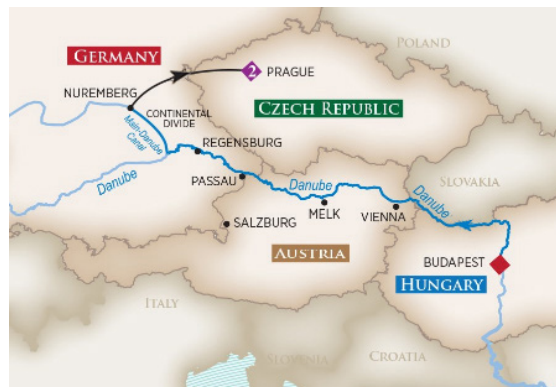 POLAND
GERMANY
2
PRAGUE
NUREMBERG
CZECH REPUBLIC
CONTINENTAL
DIVIDE
Main-Danube
Canal
REGENSBURG
Danube
PASSAU
Danube
SLOVAKIA
Danube
MELK
VIENNA
SALZBURG
AUSTRIA
BUDAPEST
HUNGARY
ITALY
SLOVENIA
CROATIA